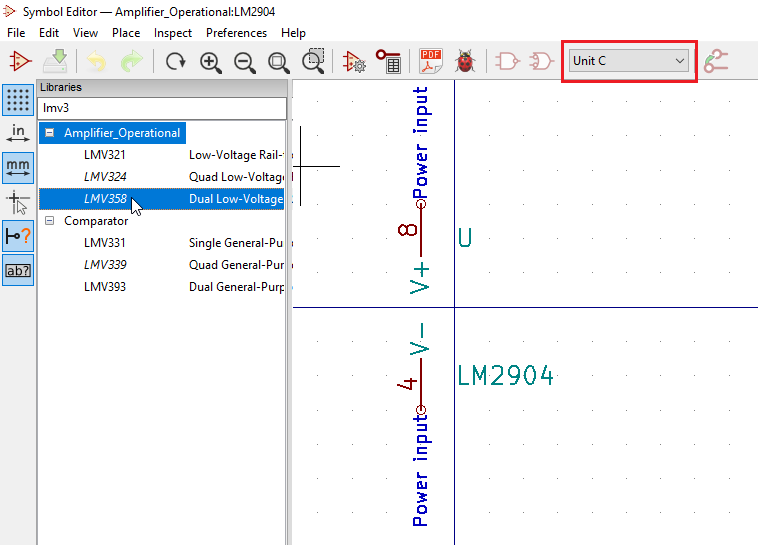 Symbol Editor — Amplifier_Operational:LM2904
File Edit View Place Inspect Preferences Help
PDF
Unit C
in
mm
ab?
Libraries
lmv3
Amplifier_Operational
LMV321 Low-Voltage Rail-
LMV324 Quad Low-Voltage
LMV358 Dual Low-Voltage
Comparator
LMV331 Single General-Pu
LMV339 Quad General-Pur
LMV393 Dual General-Purp
Power input
8
V+
U
V-
4
LM2904
Power input